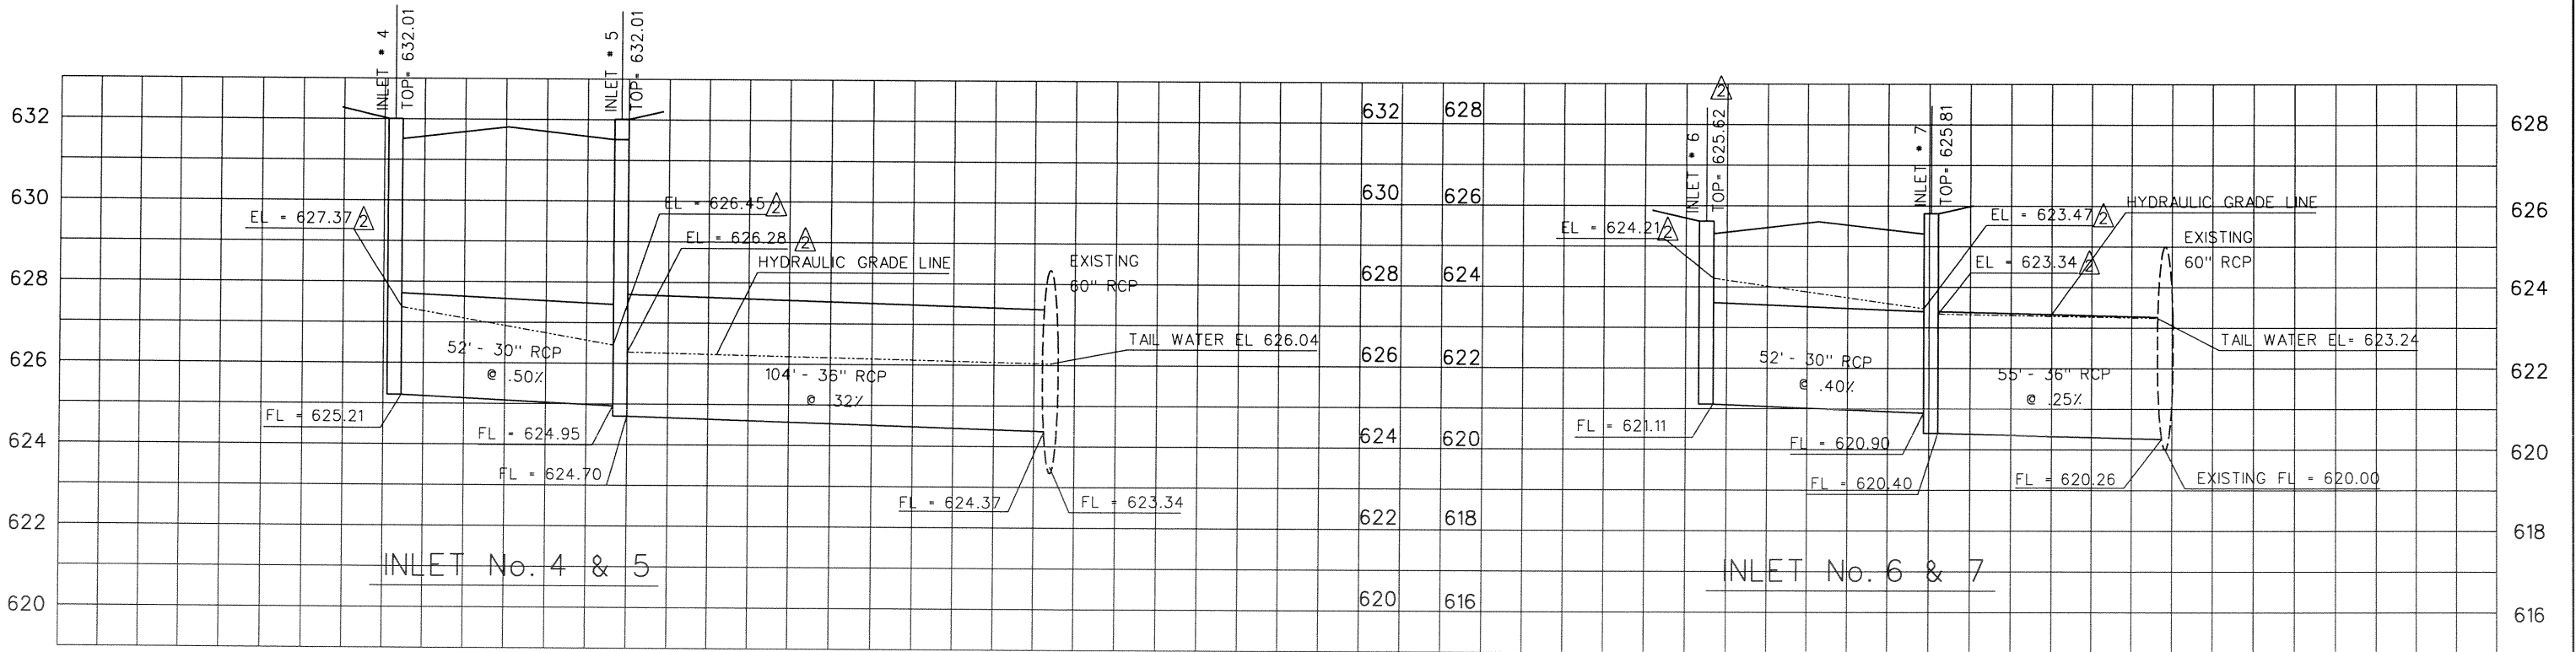 INLET * 4
TOP= 632.01
INLET * 5
TOP= 632.01
632
630
628
626
624
622
620
EL = 627.37 2
EL = 626.45 2
EL = 626.28 2
HYDRAULIC GRADE LINE
EXISTING
60" RCP
TAIL WATER EL 626.04
52' - 30" RCP
@ .50%
104' - 36" RCP
@ .32%
FL = 625.21
FL = 624.95
FL = 624.70
FL = 624.37
FL = 623.34
INLET No. 4 & 5
632 628
630 626
628 624
626 622
624 620
622 618
620 616
INLET * 6
TOP= 625.62 2
INLET * 7
TOP= 625.81
EL = 624.21 2
EL = 623.47 2
HYDRAULIC GRADE LINE
EL = 623.34 2
EXISTING
60" RCP
TAIL WATER EL= 623.24
52' - 30" RCP
@ .40%
55' - 36" RCP
@ .25%
FL = 621.11
FL = 620.90
FL = 620.40
FL = 620.26
EXISTING FL = 620.00
INLET No. 6 & 7
628
626
624
622
620
618
616